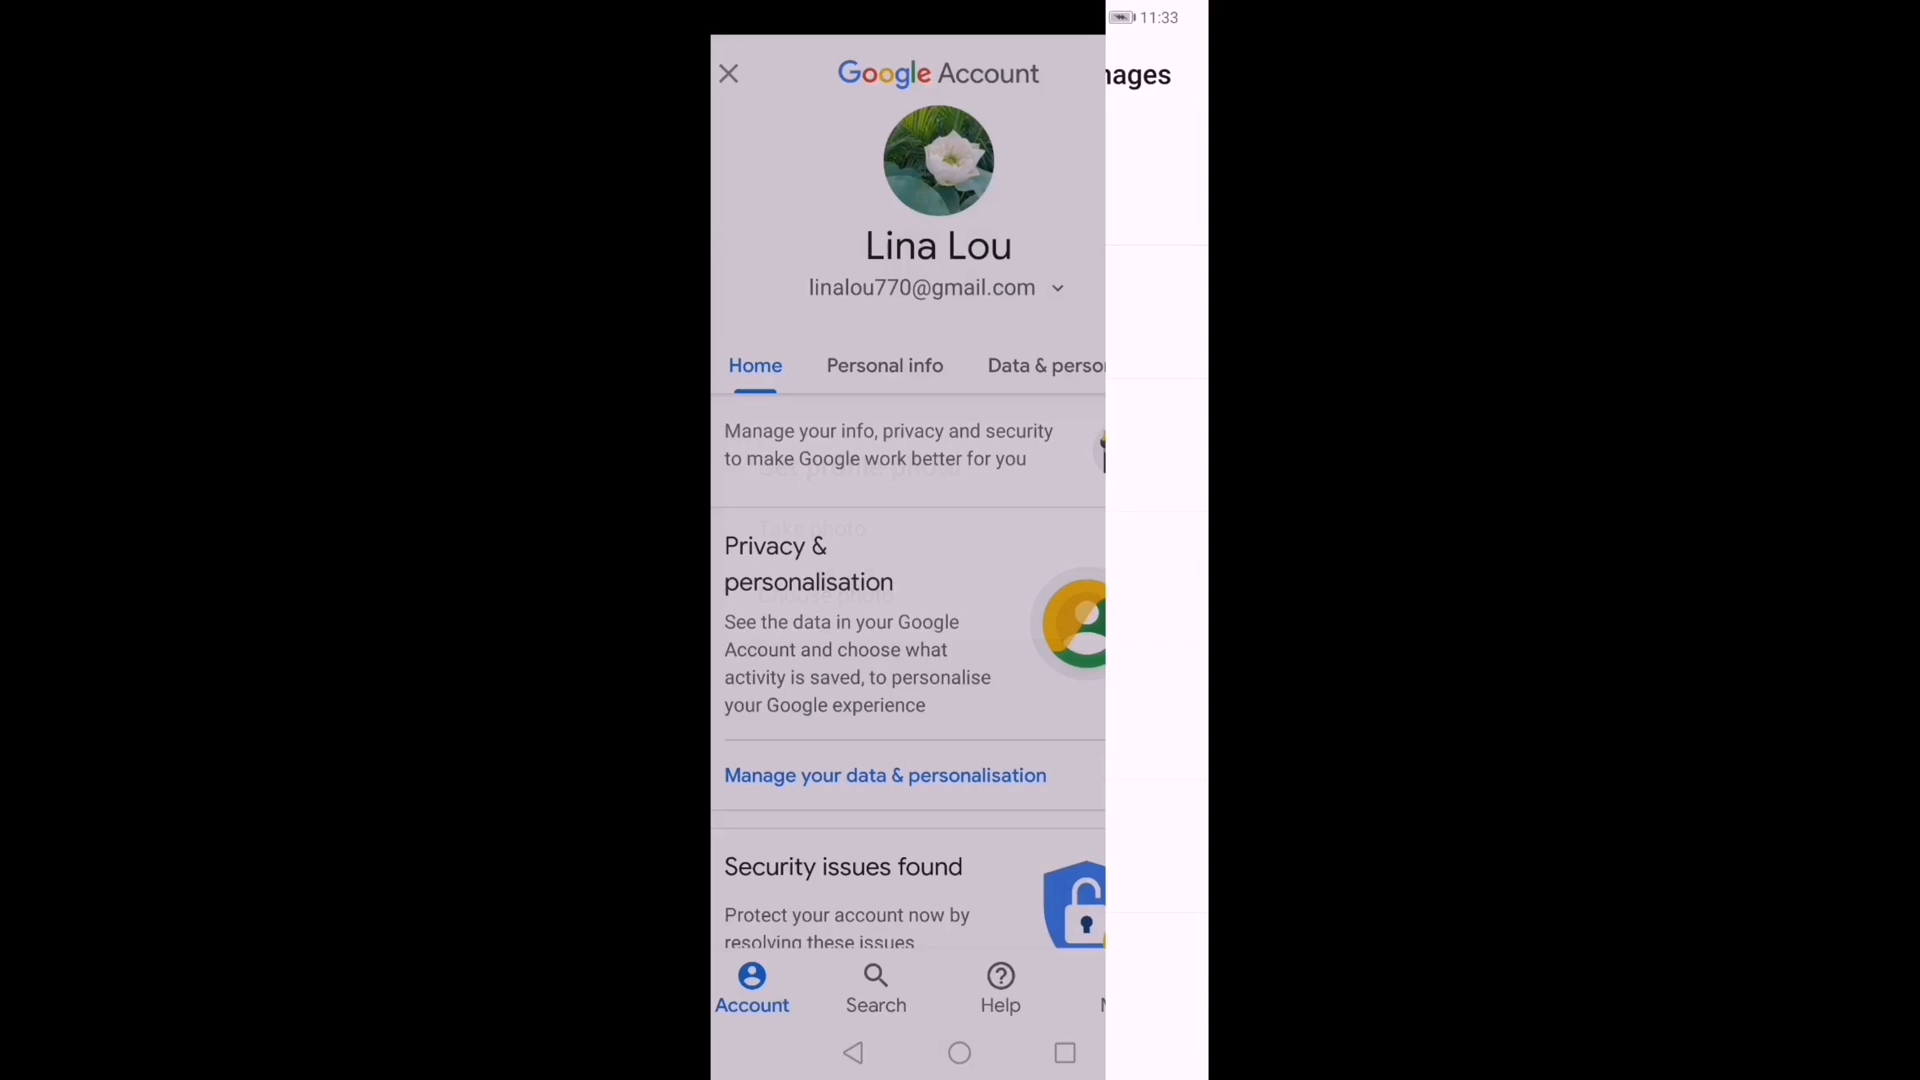 11:33
Google Account
nages
Lina Lou
linalou770@gmail.com
Home Personal info Data & perso
Manage your info, privacy and security
to make Google work better for you
Take photo
Privacy &
personalisation
See the data in your Google
Account and choose what
activity is saved, to personalise
your Google experience
Manage your data & personalisation
Security issues found
Protect your account now by
resolving these issues
Account Search Help